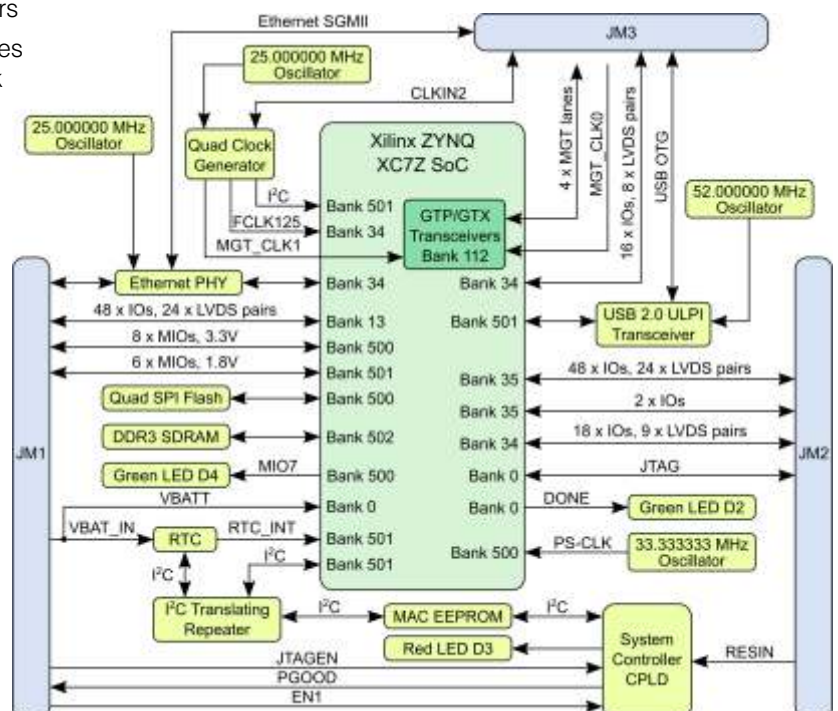 rs
es
k
Ethernet SGMII
JM3
25.000000 MHz
Oscillator
CLKIN2
25.000000 MHz
Oscillator
Quad Clock
Generator
Xilinx ZYNQ
XC7Z SoC
4 x MGT lanes
MGT_CLK0
16 x IOs, 8 x LVDS pairs
USB OTG
52.000000 MHz
Oscillator
I²C
Bank 501
FCLK125
Bank 34
MGT_CLK1
GTP/GTX
Transceivers
Bank 112
Ethernet PHY
Bank 34
Bank 34
48 x IOs, 24 x LVDS pairs
Bank 13
Bank 501
USB 2.0 ULPI
Transceiver
8 x MIOs, 3.3V
Bank 500
6 x MIOs, 1.8V
Bank 501
Bank 35
48 x IOs, 24 x LVDS pairs
Quad SPI Flash
Bank 500
Bank 35
2 x IOs
DDR3 SDRAM
Bank 502
Bank 34
18 x IOs, 9 x LVDS pairs
JM1
JM2
Green LED D4
MIO7
Bank 500
Bank 0
JTAG
VBATT
Bank 0
Bank 0
DONE
Green LED D2
VBAT_IN
RTC
RTC_INT
Bank 501
Bank 500
PS-CLK
33.333333 MHz
Oscillator
I²C
I²C
Bank 501
I²C Translating
Repeater
I²C
MAC EEPROM
I²C
Red LED D3
System
Controller
CPLD
RESIN
JTAGEN
PGOOD
EN1